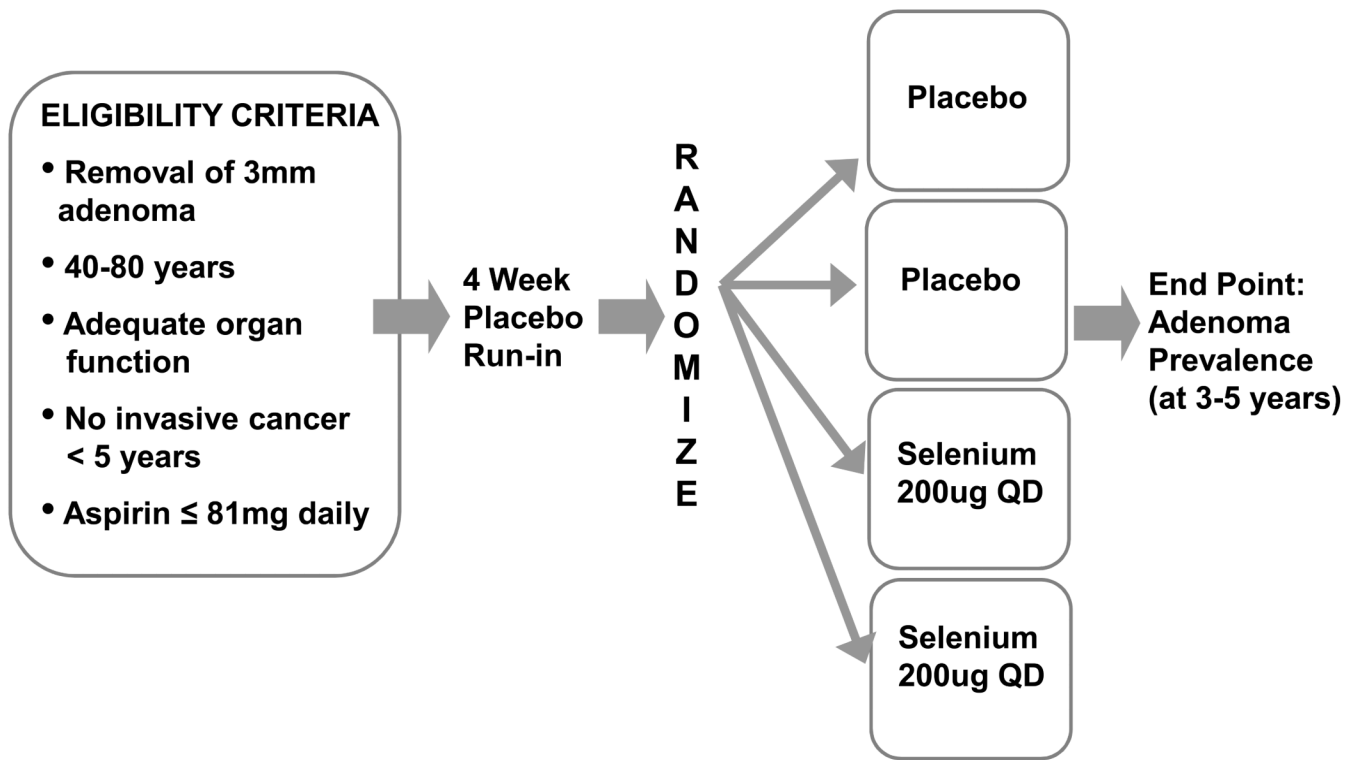 ELIGIBILITY CRITERIA
• Removal of 3mm
adenoma
• 40-80 years
• Adequate organ
function
• No invasive cancer
< 5 years
• Aspirin ≤ 81mg daily
4 Week
Placebo
Run-in
R
A
N
D
O
M
I
Z
E
Placebo
Placebo
Selenium
200ug QD
Selenium
200ug QD
End Point:
Adenoma
Prevalence
(at 3-5 years)